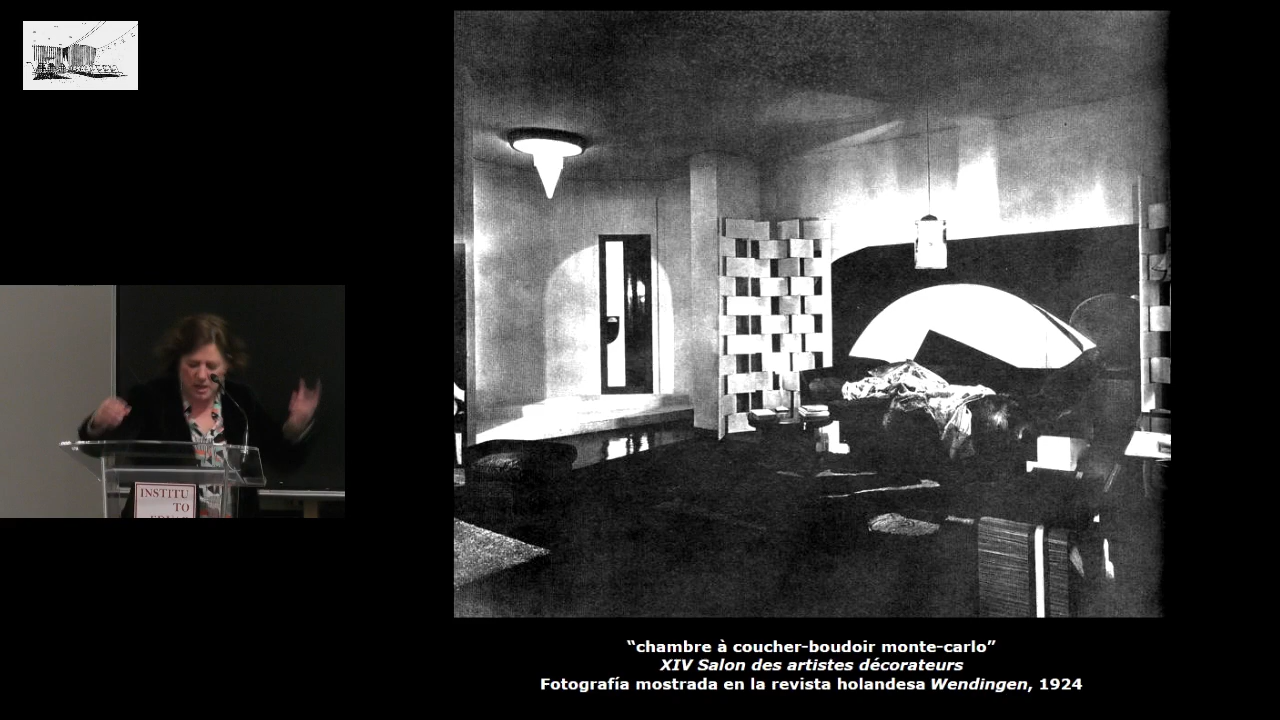 INSTITU
TO
“chambre à coucher-boudoir monte-carlo”
XIV Salon des artistes décorateurs
Fotografía mostrada en la revista holandesa Wendingen, 1924